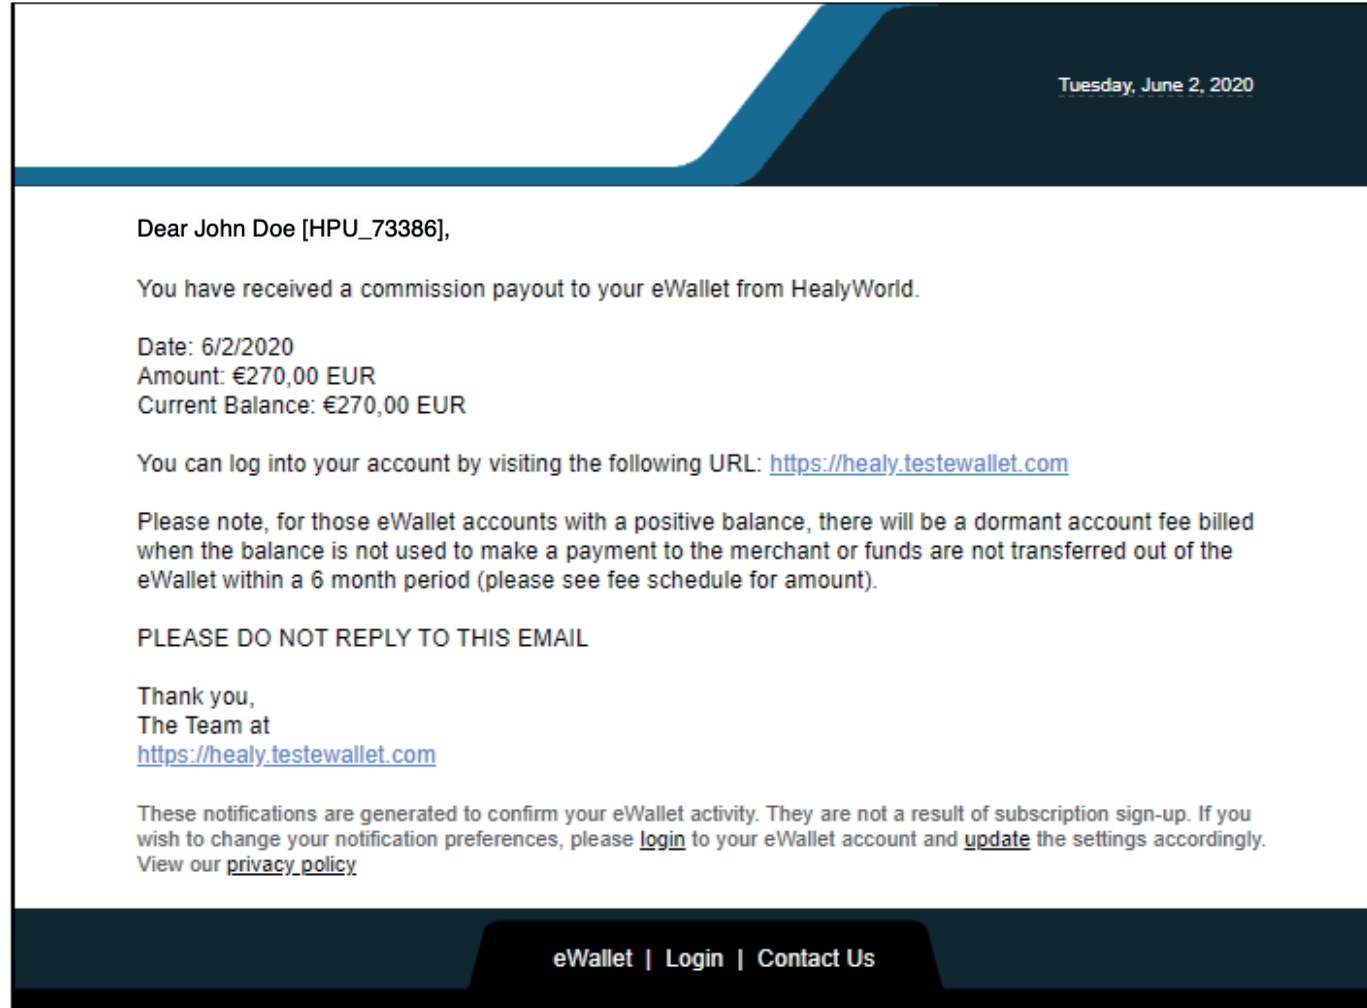 Tuesday, June 2, 2020
Dear John Doe [HPU_73386],
You have received a commission payout to your eWallet from HealyWorld.
Date: 6/2/2020
Amount: €270,00 EUR
Current Balance: €270,00 EUR
You can log into your account by visiting the following URL: https://healy.testewallet.com
Please note, for those eWallet accounts with a positive balance, there will be a dormant account fee billed
when the balance is not used to make a payment to the merchant or funds are not transferred out of the
eWallet within a 6 month period (please see fee schedule for amount).
PLEASE DO NOT REPLY TO THIS EMAIL
Thank you,
The Team at
https://healy.testewallet.com
These notifications are generated to confirm your eWallet activity. They are not a result of subscription sign-up. If you
wish to change your notification preferences, please login to your eWallet account and update the settings accordingly.
View our privacy policy
eWallet | Login | Contact Us